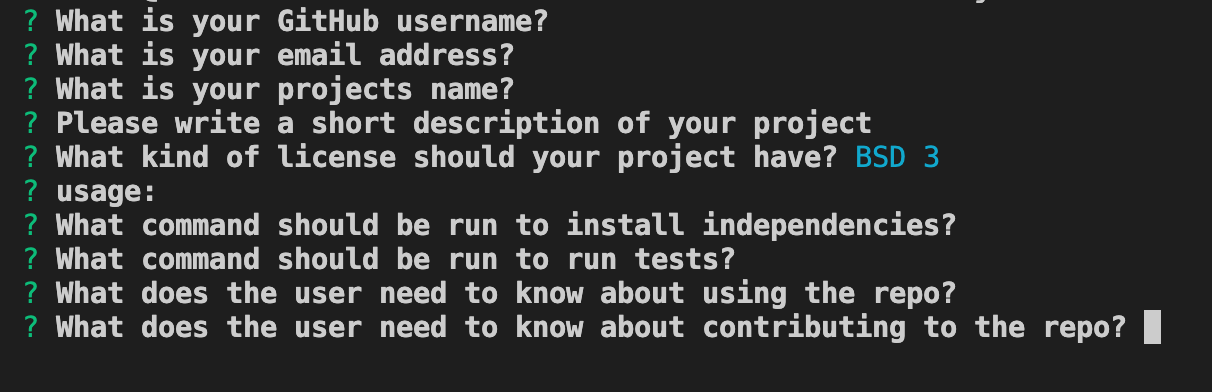 ? What is your GitHub username?
? What is your email address?
? What is your projects name?
? Please write a short description of your project
? What kind of license should your project have? BSD 3
? usage:
? What command should be run to install independencies?
? What command should be run to run tests?
? What does the user need to know about using the repo?
? What does the user need to know about contributing to the repo?